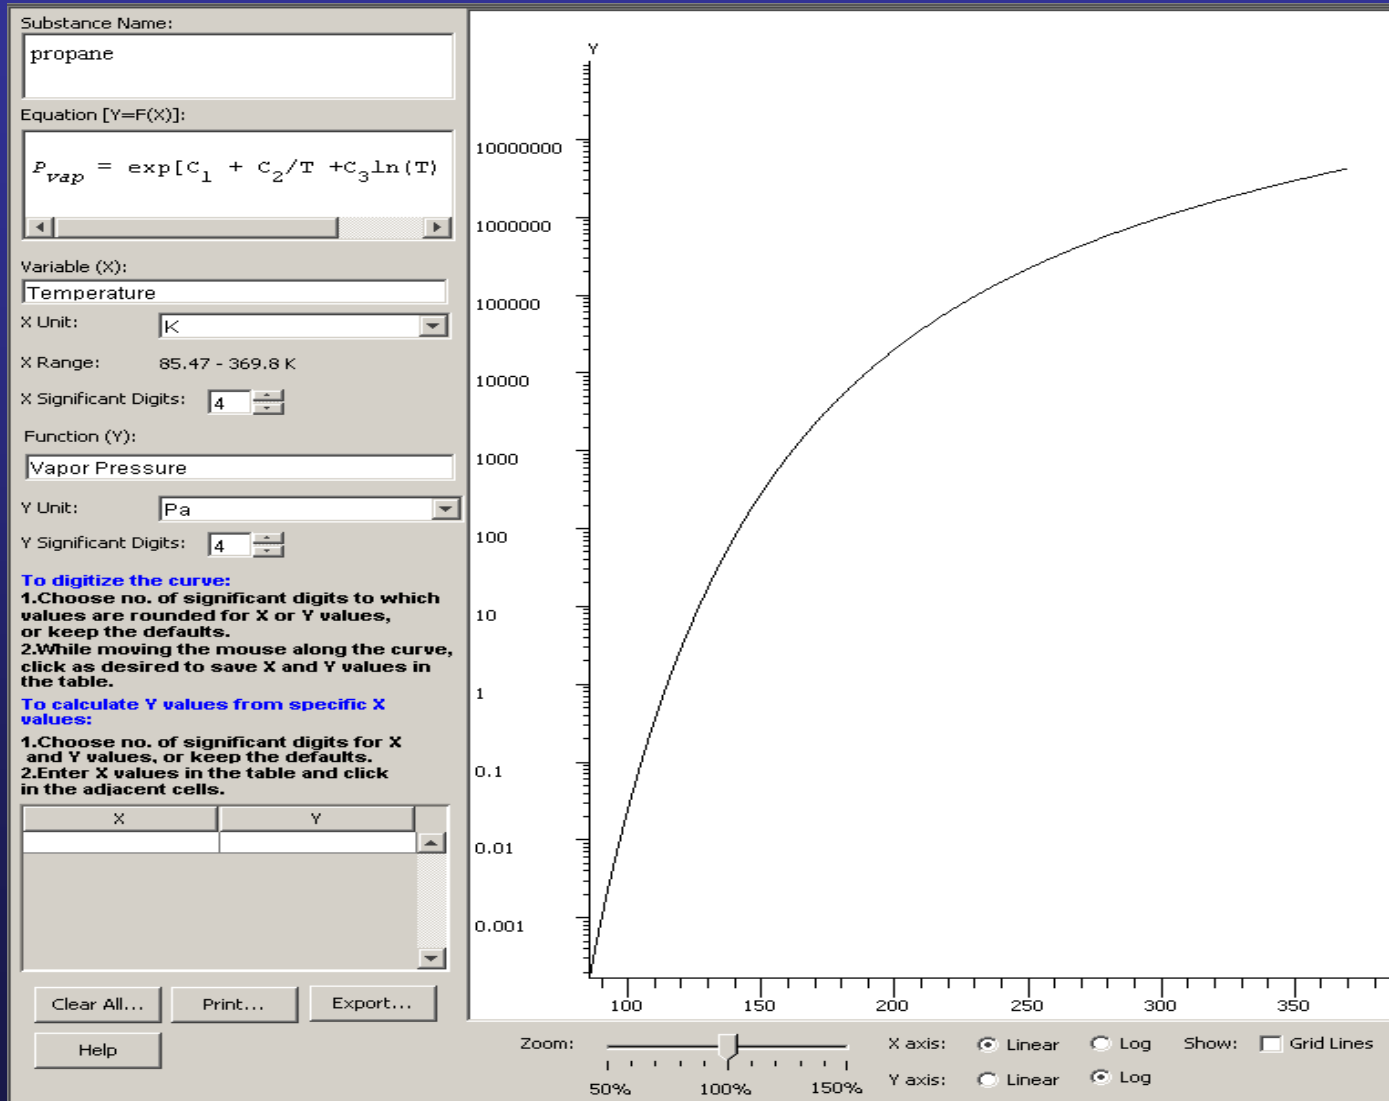 Substance Name:
propane
Equation [Y=F(X)]:
P_vap = exp[C_1 + C_2/T +C_3ln(T)
Variable (X):
Temperature
X Unit: K
X Range: 85.47 - 369.8 K
X Significant Digits: 4
Function (Y):
Vapor Pressure
Y Unit: Pa
Y Significant Digits: 4
To digitize the curve:
1.Choose no. of significant digits to which
values are rounded for X or Y values,
or keep the defaults.
2.While moving the mouse along the curve,
click as desired to save X and Y values in
the table.
To calculate Y values from specific X
values:
1.Choose no. of significant digits for X
and Y values, or keep the defaults.
2.Enter X values in the table and click
in the adjacent cells.
X Y
Clear All... Print... Export...
Help
Y
10000000
1000000
100000
10000
1000
100
10
1
0.1
0.01
0.001
100 150 200 250 300 350
Zoom: 50% 100% 150%
X axis: Linear Log Show: Grid Lines
Y axis: Linear Log